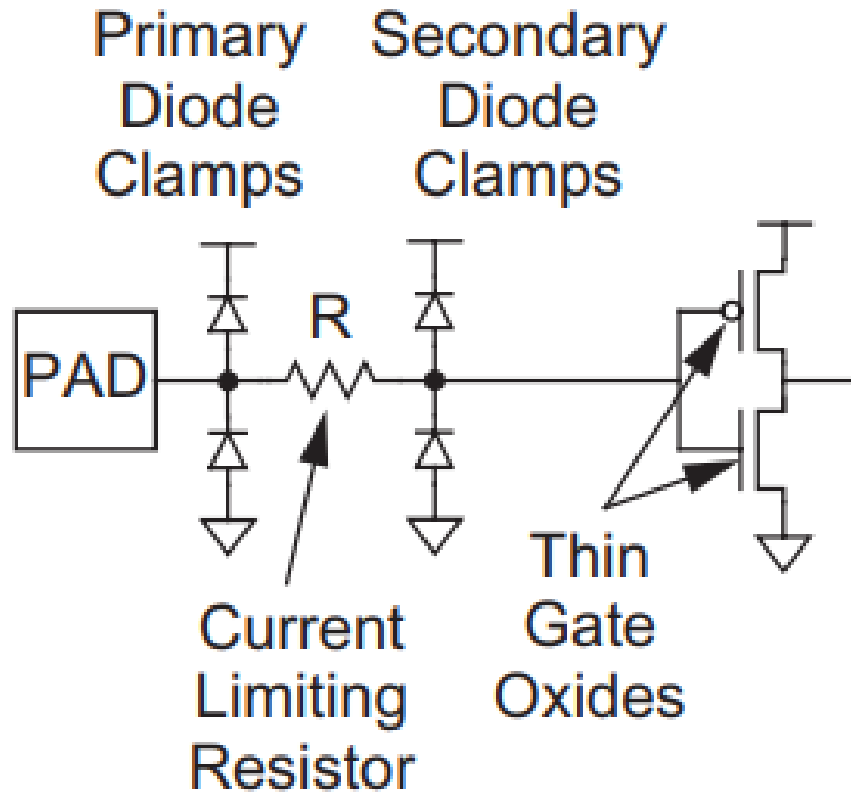 Primary
Diode
Clamps
Secondary
Diode
Clamps
R
PAD
Current
Limiting
Resistor
Thin
Gate
Oxides